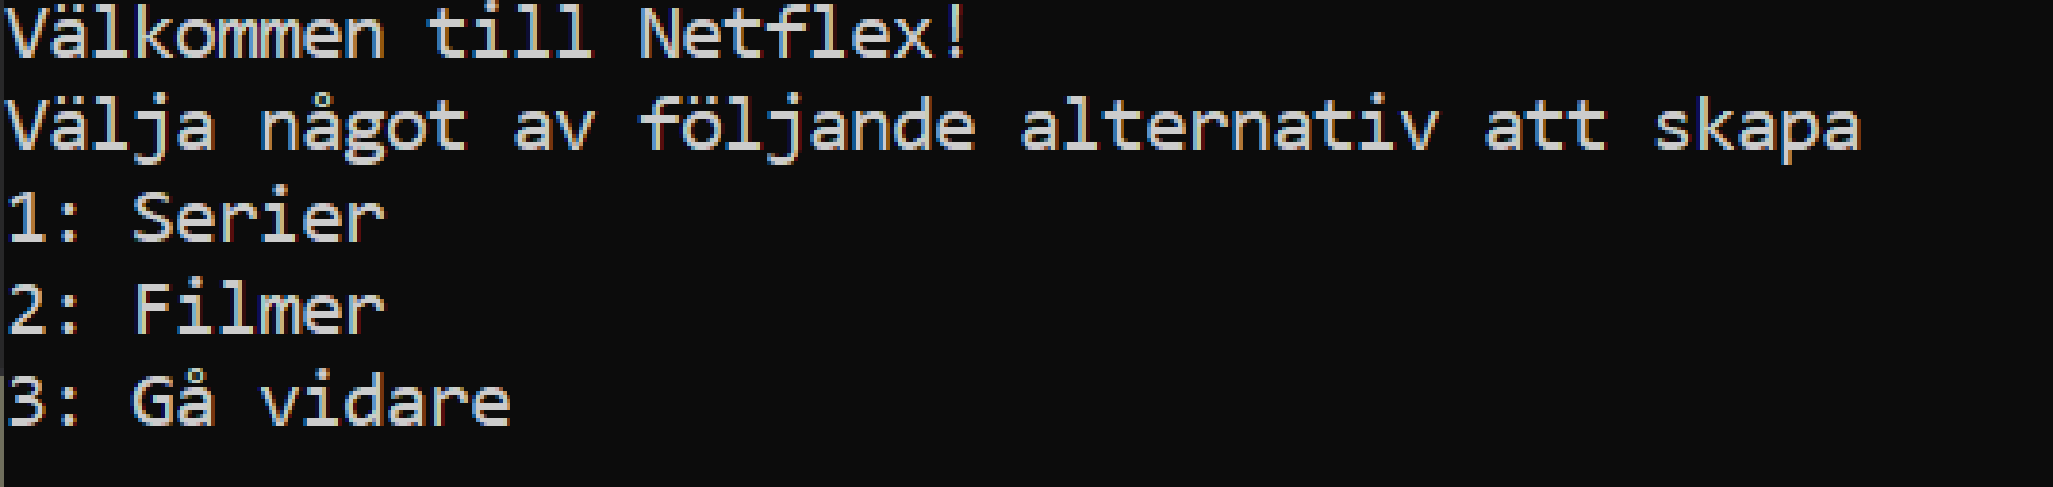 Välkommen till Netflex!
Välja något av följande alternativ att skapa
1: Serier
2: Filmer
3: Gå vidare